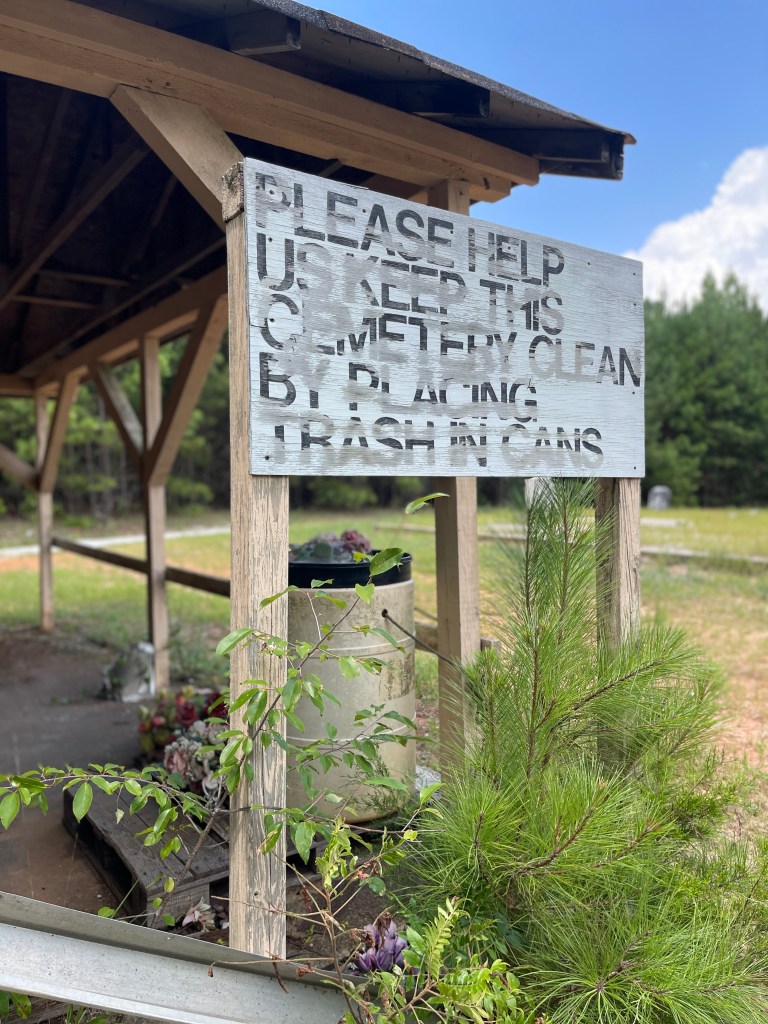 PLEASE HELP
US KEEP THIS
CEMETERY CLEAN
BY PLACING
TRASH IN CANS